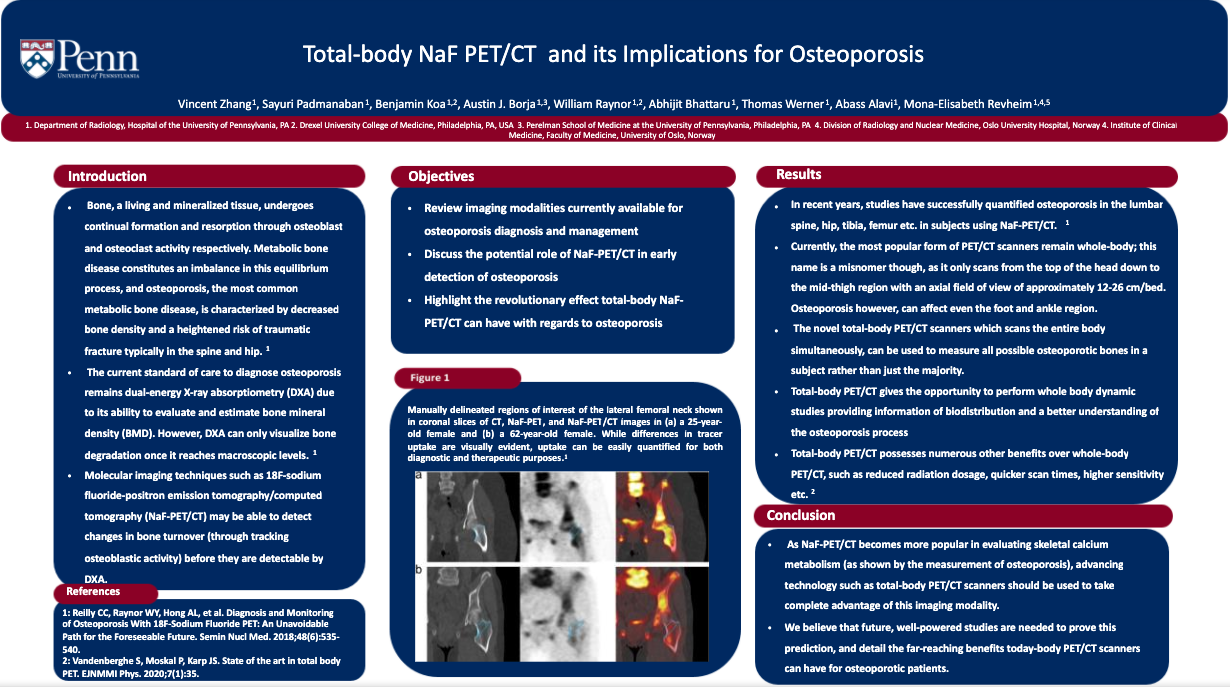 Penn
UNIVERSITY of PENNSYLVANIA
Total-body NaF PET/CT and its Implications for Osteoporosis
Vincent Zhang1, Sayuri Padmanaban1, Benjamin Koa1,2, Austin J. Borja1,3, William Raynor1,2, Abhijit Bhattaru1, Thomas Werner1, Abass Alavi1, Mona-Elisabeth Revheim1,4,5
1. Department of Radiology, Hospital of the University of Pennsylvania, PA 2. Drexel University College of Medicine, Philadelphia, PA, USA 3. Perelman School of Medicine at the University of Pennsylvania, Philadelphia, PA 4. Division of Radiology and Nuclear Medicine, Oslo University Hospital, Norway 4. Institute of Clinical
Medicine, Faculty of Medicine, University of Oslo, Norway
Introduction
• Bone, a living and mineralized tissue, undergoes
continual formation and resorption through osteoblast
and osteoclast activity respectively. Metabolic bone
disease constitutes an imbalance in this equilibrium
process, and osteoporosis, the most common
metabolic bone disease, is characterized by decreased
bone density and a heightened risk of traumatic
fracture typically in the spine and hip. 1
• The current standard of care to diagnose osteoporosis
remains dual-energy X-ray absorptiometry (DXA) due
to its ability to evaluate and estimate bone mineral
density (BMD). However, DXA can only visualize bone
degradation once it reaches macroscopic levels. 1
• Molecular imaging techniques such as 18F-sodium
fluoride-positron emission tomography/computed
tomography (NaF-PET/CT) may be able to detect
changes in bone turnover (through tracking
osteoblastic activity) before they are detectable by
DXA.
References
1: Reilly CC, Raynor WY, Hong AL, et al. Diagnosis and Monitoring
of Osteoporosis With 18F-Sodium Fluoride PET: An Unavoidable
Path for the Foreseeable Future. Semin Nucl Med. 2018;48(6):535-
540.
2: Vandenberghe S, Moskal P, Karp JS. State of the art in total body
PET. EJNMMI Phys. 2020;7(1):35.
Objectives
• Review imaging modalities currently available for
osteoporosis diagnosis and management
• Discuss the potential role of NaF-PET/CT in early
detection of osteoporosis
• Highlight the revolutionary effect total-body NaF-
PET/CT can have with regards to osteoporosis
Figure 1
Manually delineated regions of interest of the lateral femoral neck shown
in coronal slices of CT, NaF-PET, and NaF-PET/CT images in (a) a 25-year-
old female and (b) a 62-year-old female. While differences in tracer
uptake are visually evident, uptake can be easily quantified for both
diagnostic and therapeutic purposes.1
a
b
Results
• In recent years, studies have successfully quantified osteoporosis in the lumbar
spine, hip, tibia, femur etc. in subjects using NaF-PET/CT. 1
• Currently, the most popular form of PET/CT scanners remain whole-body; this
name is a misnomer though, as it only scans from the top of the head down to
the mid-thigh region with an axial field of view of approximately 12-26 cm/bed.
Osteoporosis however, can affect even the foot and ankle region.
• The novel total-body PET/CT scanners which scans the entire body
simultaneously, can be used to measure all possible osteoporotic bones in a
subject rather than just the majority.
• Total-body PET/CT gives the opportunity to perform whole body dynamic
studies providing information of biodistribution and a better understanding of
the osteoporosis process
• Total-body PET/CT possesses numerous other benefits over whole-body
PET/CT, such as reduced radiation dosage, quicker scan times, higher sensitivity
etc. 2
Conclusion
• As NaF-PET/CT becomes more popular in evaluating skeletal calcium
metabolism (as shown by the measurement of osteoporosis), advancing
technology such as total-body PET/CT scanners should be used to take
complete advantage of this imaging modality.
• We believe that future, well-powered studies are needed to prove this
prediction, and detail the far-reaching benefits today-body PET/CT scanners
can have for osteoporotic patients.